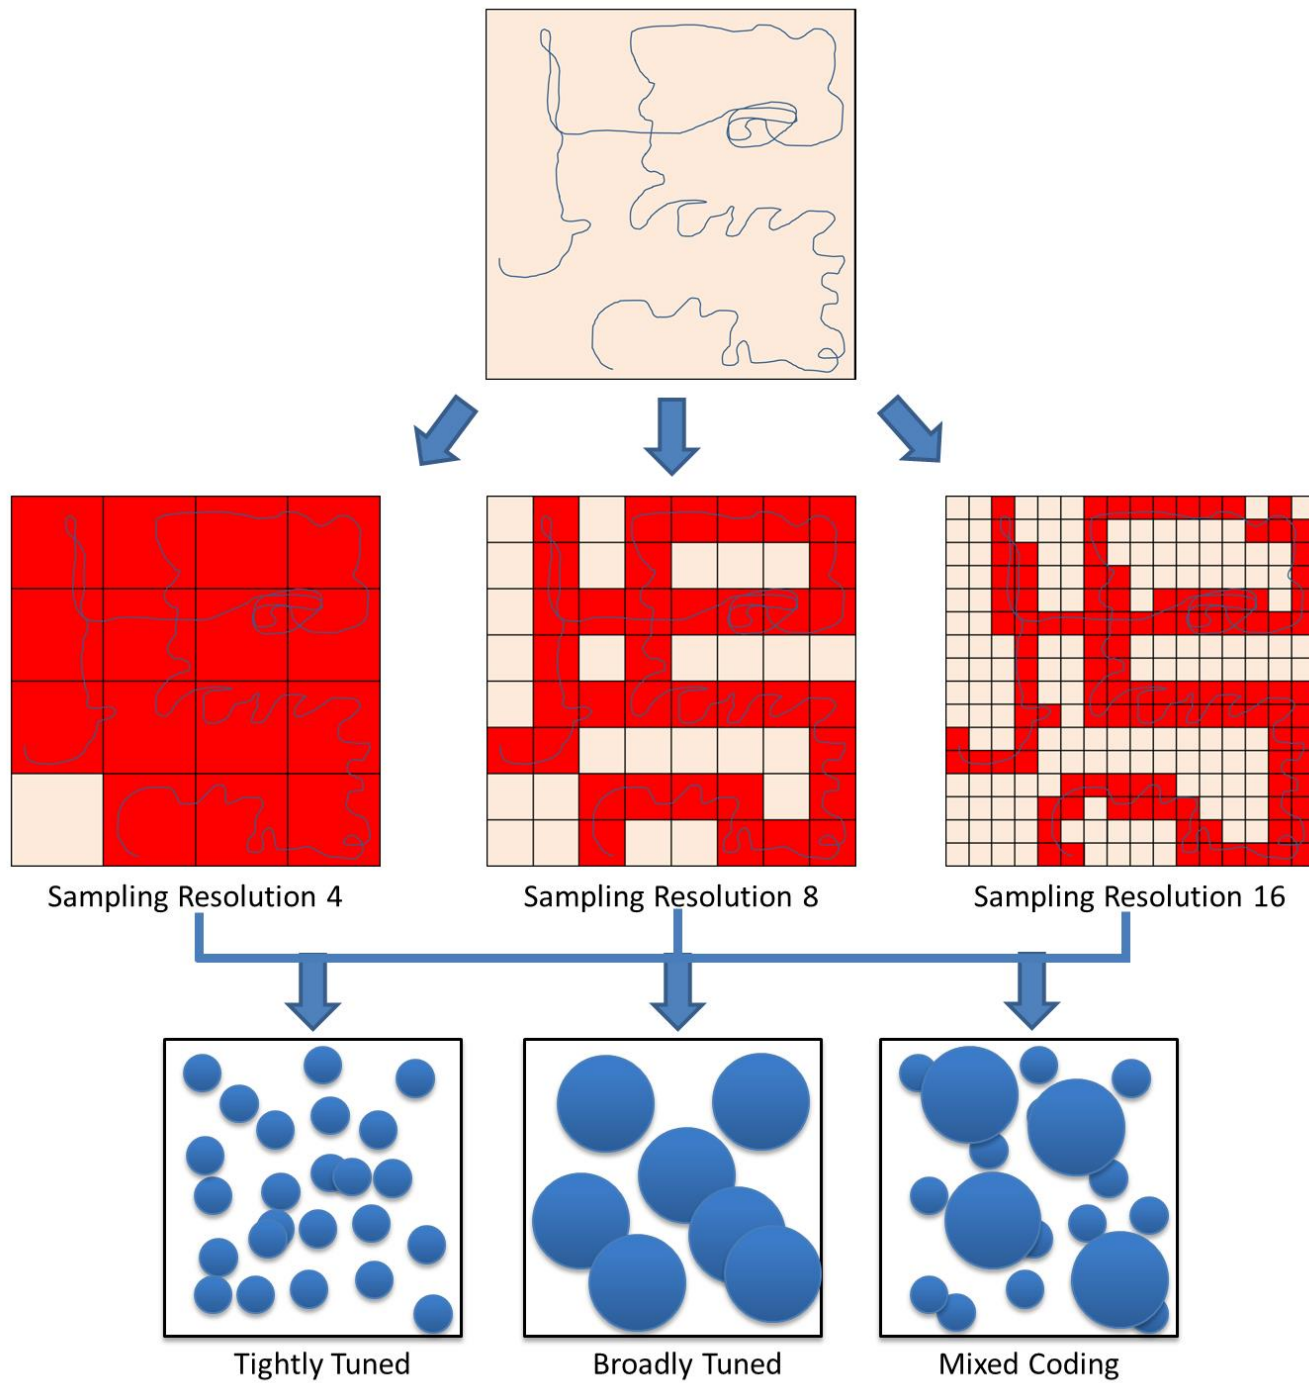 Sampling Resolution 4
Sampling Resolution 8
Sampling Resolution 16
Tightly Tuned
Broadly Tuned
Mixed Coding